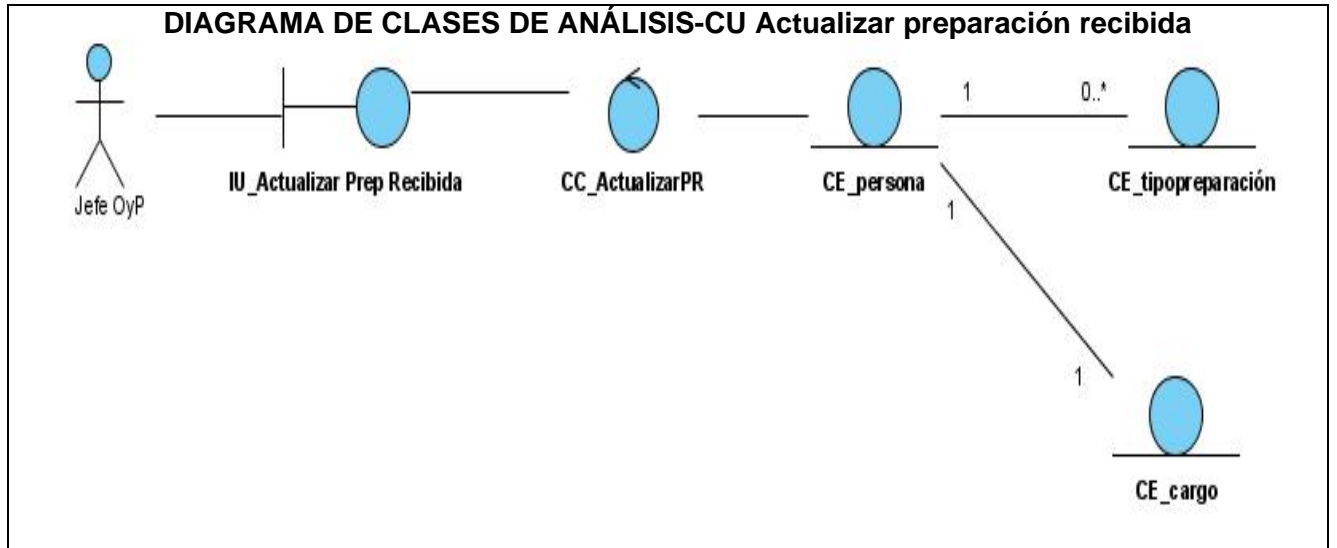 DIAGRAMA DE CLASES DE ANÁLISIS-CU Actualizar preparación recibida
1 0..*
IU_Actualizar Prep Recibida CC_ActualizarPR CE_persona CE_tipopreparación
Jefe OyP
1
1
CE_cargo